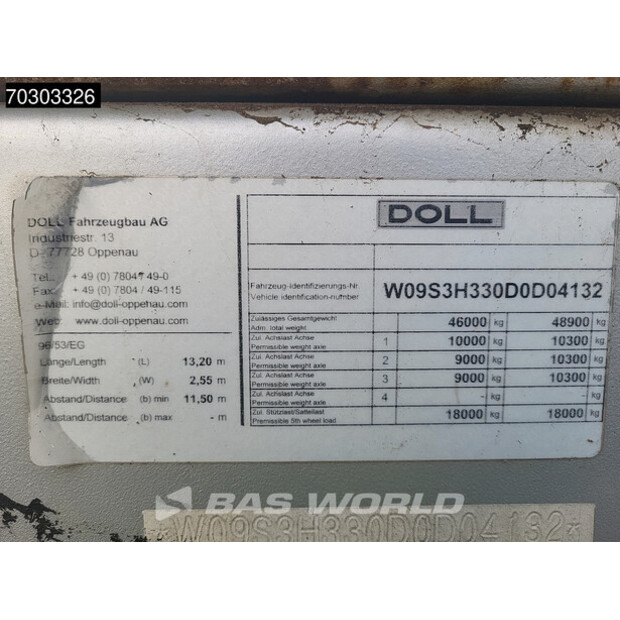 70303326
DOLL Fahrzeugbau AG
Industriestr. 13
D- 77728 Oppenau
Tel.: + 49 (0) 7804/ 49-0
Fax.: + 49 (0) 7804 / 49-115
e-Mail: info@doll-oppenau.com
Web: www.doll-oppenau.com
96/53/EG
Länge/Length (L) 13,20 m
Breite/Width (W) 2,55 m
Abstand/Distance (b) min 11,50 m
Abstand/Distance (b) max - m
DOLL
Fahrzeug-Identifizierungs-Nr.
Vehicle identification-number
W09S3H330D0D04132
Zulässiges Gesamtgewicht
Adm. total weight
46000 kg 48900 kg
Zul. Achslast Achse
Permissible weight axle
1 10000 kg 10300 kg
Zul. Achslast Achse
Permissible weight axle
2 9000 kg 10300 kg
Zul. Achslast Achse
Permissible weight axle
3 9000 kg 10300 kg
Zul. Achslast Achse
Permissible weight axle
4 - kg - kg
Zul. Stützlast/Sattellast
Premissible 5th wheel load
18000 kg 18000 kg
BAS WORLD
*W09S3H330D0D04132*